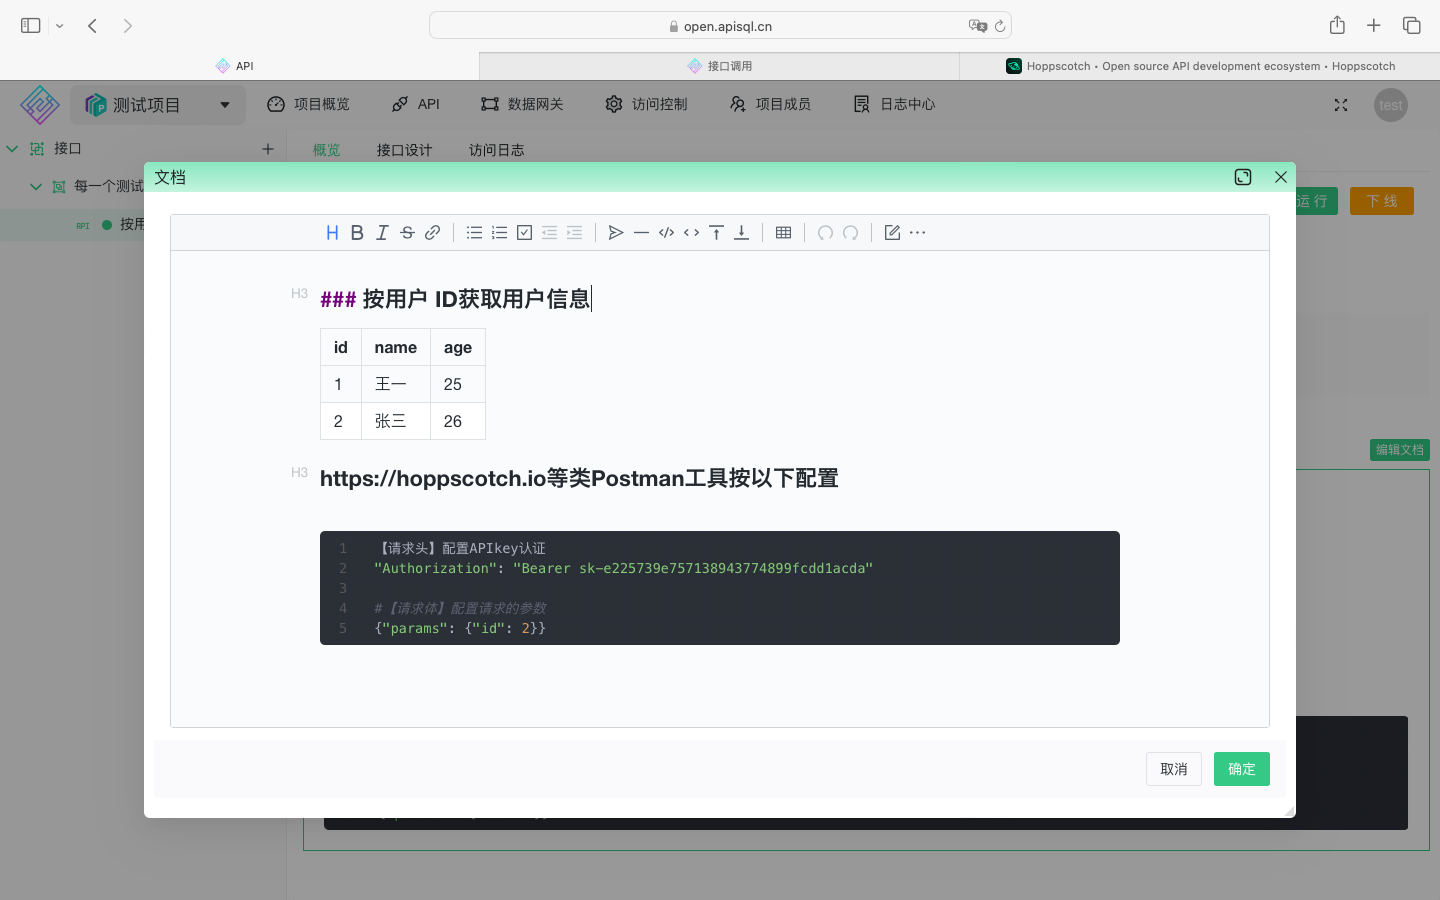 open.apisql.cn
API
接口调用
Hoppscotch • Open source API development ecosystem • Hoppscotch
测试项目
项目概览
API
数据网关
访问控制
项目成员
日志中心
test
接口
概览
接口设计
访问日志
每一个测试
API
按用
运 行
下 线
文档
H3
### 按用户 ID获取用户信息
id name age
1 王一 25
2 张三 26
H3
https://hoppscotch.io等类Postman工具按以下配置
编辑文档
1 【请求头】配置APIkey认证
2 "Authorization": "Bearer sk-e225739e757138943774899fcdd1acda"
3
4 #【请求体】配置请求的参数
5 {"params": {"id": 2}}
取消
确定